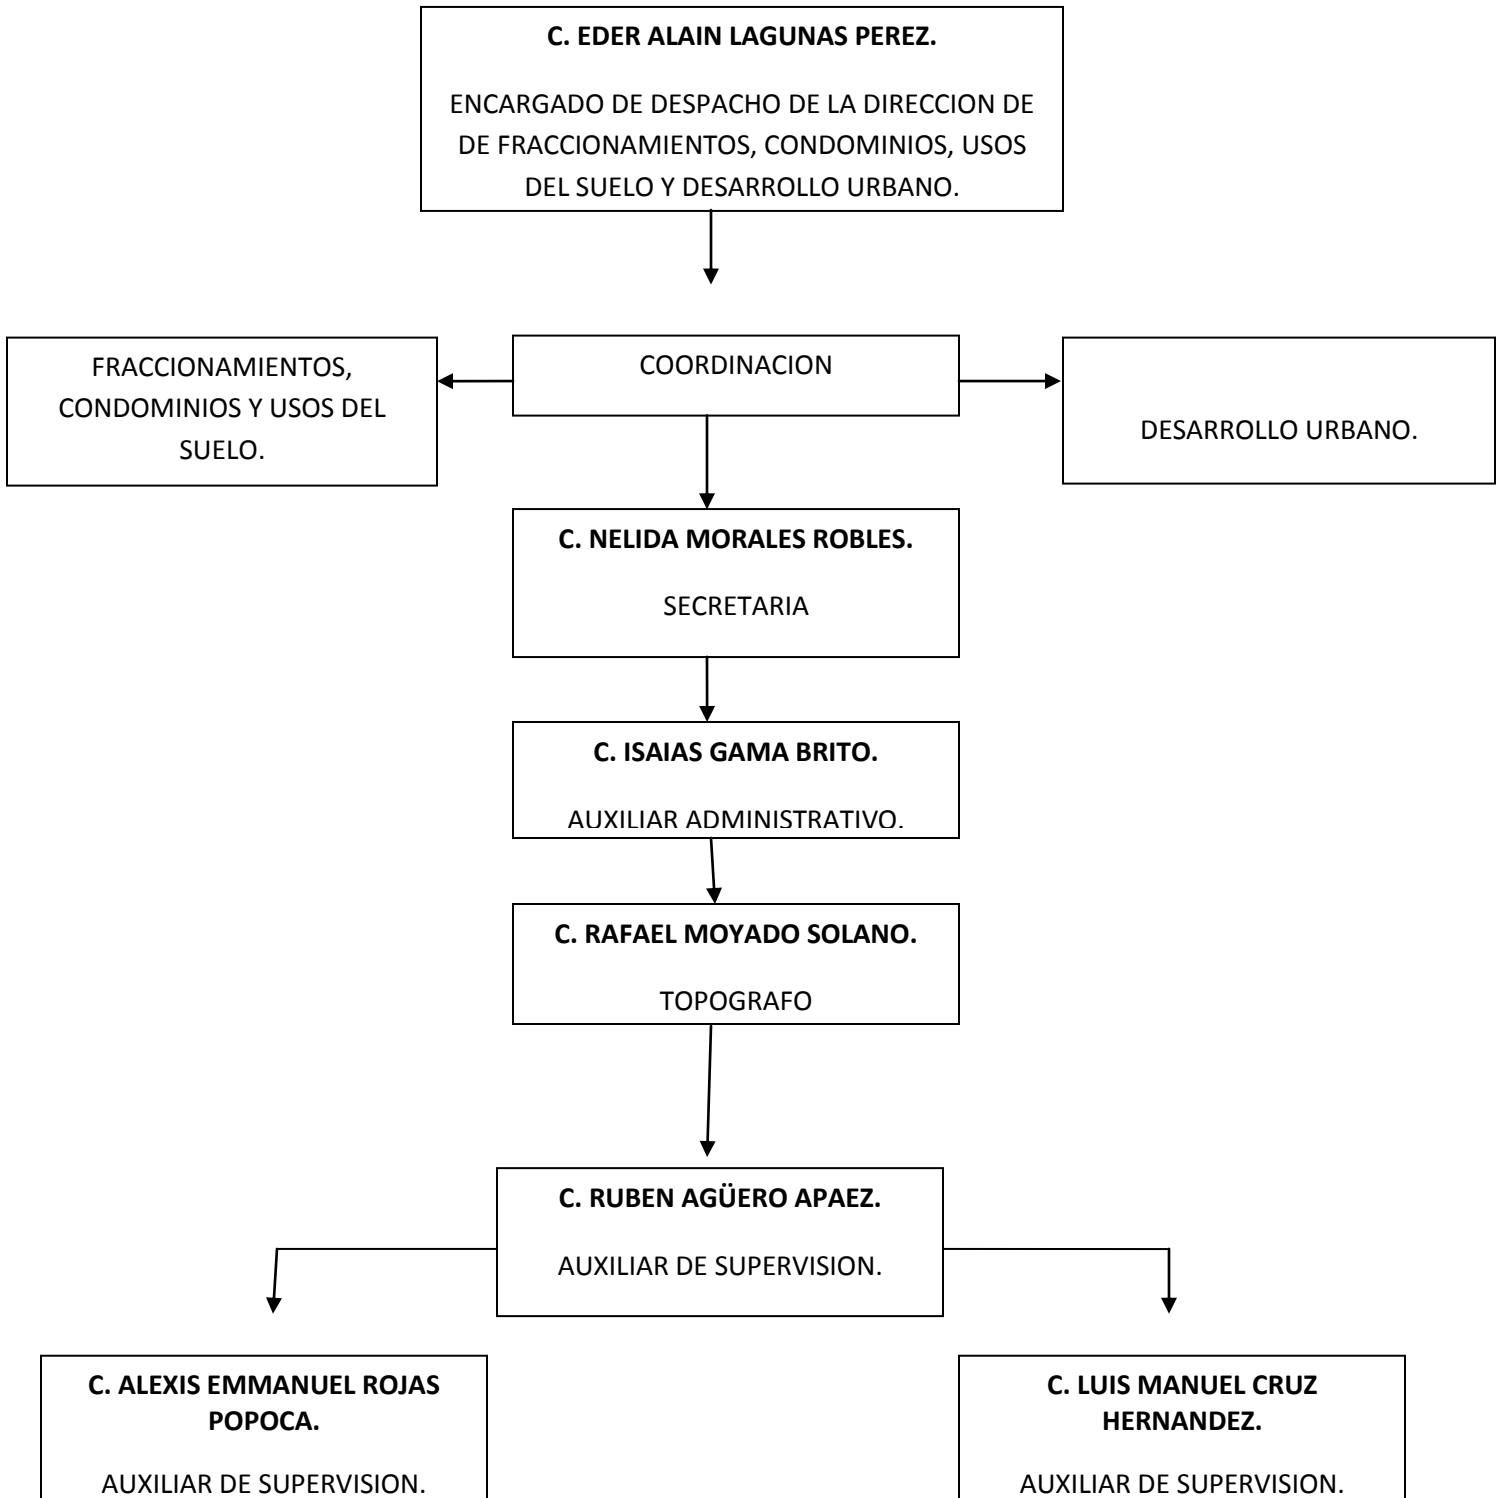 C. EDER ALAIN LAGUNAS PEREZ.
ENCARGADO DE DESPACHO DE LA DIRECCION DE
DE FRACCIONAMIENTOS, CONDOMINIOS, USOS
DEL SUELO Y DESARROLLO URBANO.
FRACCIONAMIENTOS,
CONDOMINIOS Y USOS DEL
SUELO.
COORDINACION
DESARROLLO URBANO.
C. NELIDA MORALES ROBLES.
SECRETARIA
C. ISAIAS GAMA BRITO.
AUXILIAR ADMINISTRATIVO.
C. RAFAEL MOYADO SOLANO.
TOPOGRAFO
C. RUBEN AGÜERO APAEZ.
AUXILIAR DE SUPERVISION.
C. ALEXIS EMMANUEL ROJAS
POPOCA.
AUXILIAR DE SUPERVISION.
C. LUIS MANUEL CRUZ
HERNANDEZ.
AUXILIAR DE SUPERVISION.